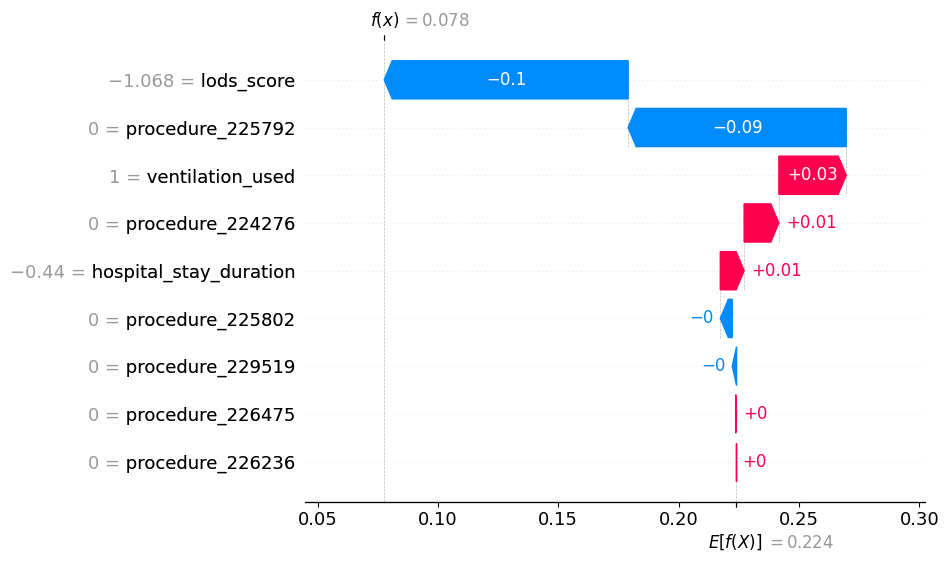 f(x) = 0.078
−1.068 = lods_score
−0.1
0 = procedure_225792
−0.09
1 = ventilation_used
+0.03
0 = procedure_224276
+0.01
−0.44 = hospital_stay_duration
+0.01
0 = procedure_225802
−0
0 = procedure_229519
−0
0 = procedure_226475
+0
0 = procedure_226236
+0
0.05 0.10 0.15 0.20 0.25 0.30
E[f(X)] = 0.224